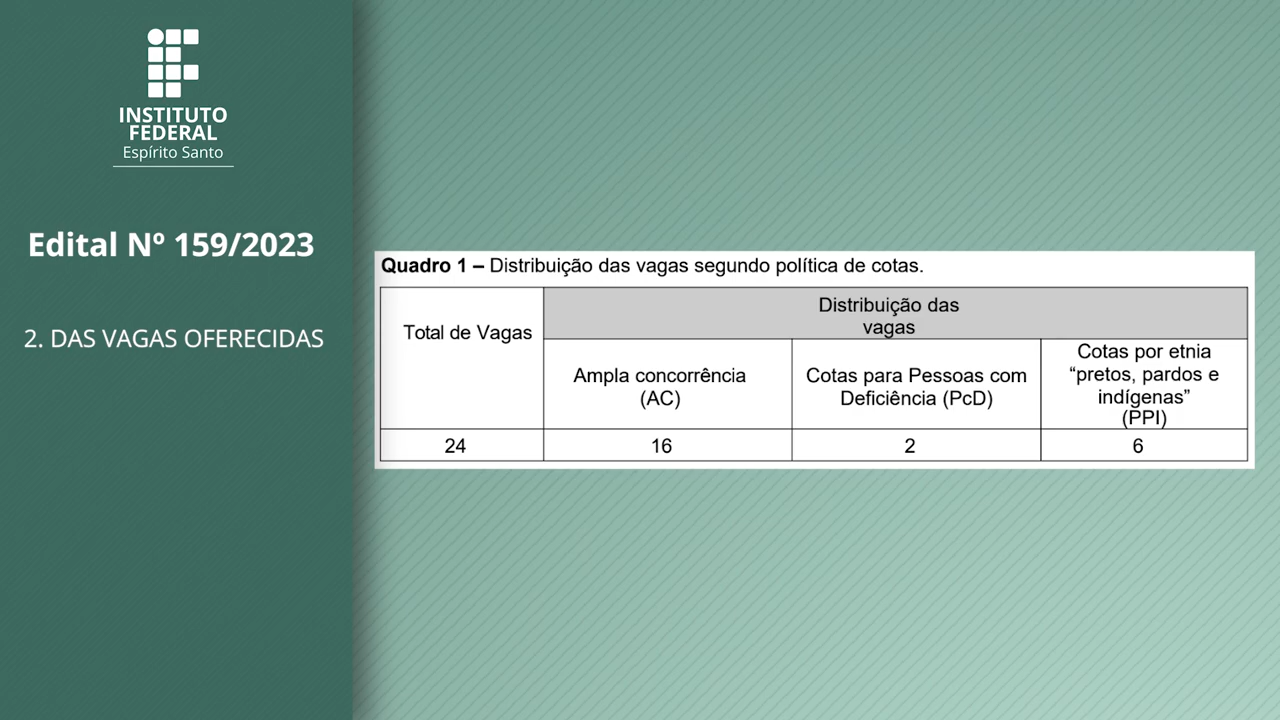 INSTITUTO
FEDERAL
Espírito Santo
Edital Nº 159/2023
2. DAS VAGAS OFERECIDAS
Quadro 1 – Distribuição das vagas segundo política de cotas.
Total de Vagas
Distribuição das
vagas
Ampla concorrência
(AC)
Cotas para Pessoas com
Deficiência (PcD)
Cotas por etnia
“pretos, pardos e
indígenas”
(PPI)
24
16
2
6